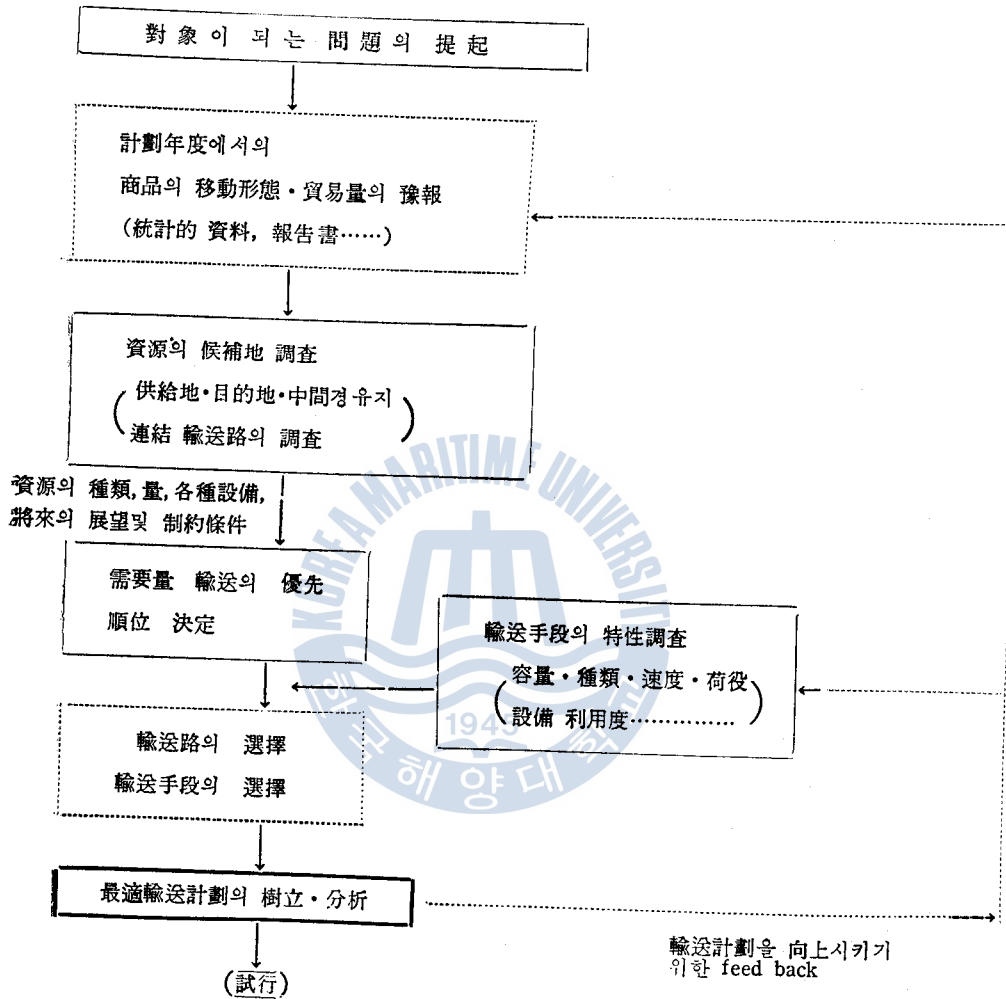 對象이 되는 問題의 提起
計劃年度에서의
商品의 移動形態·貿易量의 豫報
(統計的 資料, 報告書……)
資源의 候補地 調査
(供給地·目的地·中間경유지
連結 輸送路의 調査)
資源의 種類, 量, 各種設備,
將來의 展望및 制約條件
需要量 輸送의 優先
順位 決定
輸送手段의 特性調査
(容量·種類·速度·荷役
設備 利用度……………)
輸送路의 選擇
輸送手段의 選擇
最適輸送計劃의 樹立·分析
(試行)
輸送計劃을 向上시키기
위한 feed back
KOREA MARITIME UNIVERSIT
1945
한국해양대학교